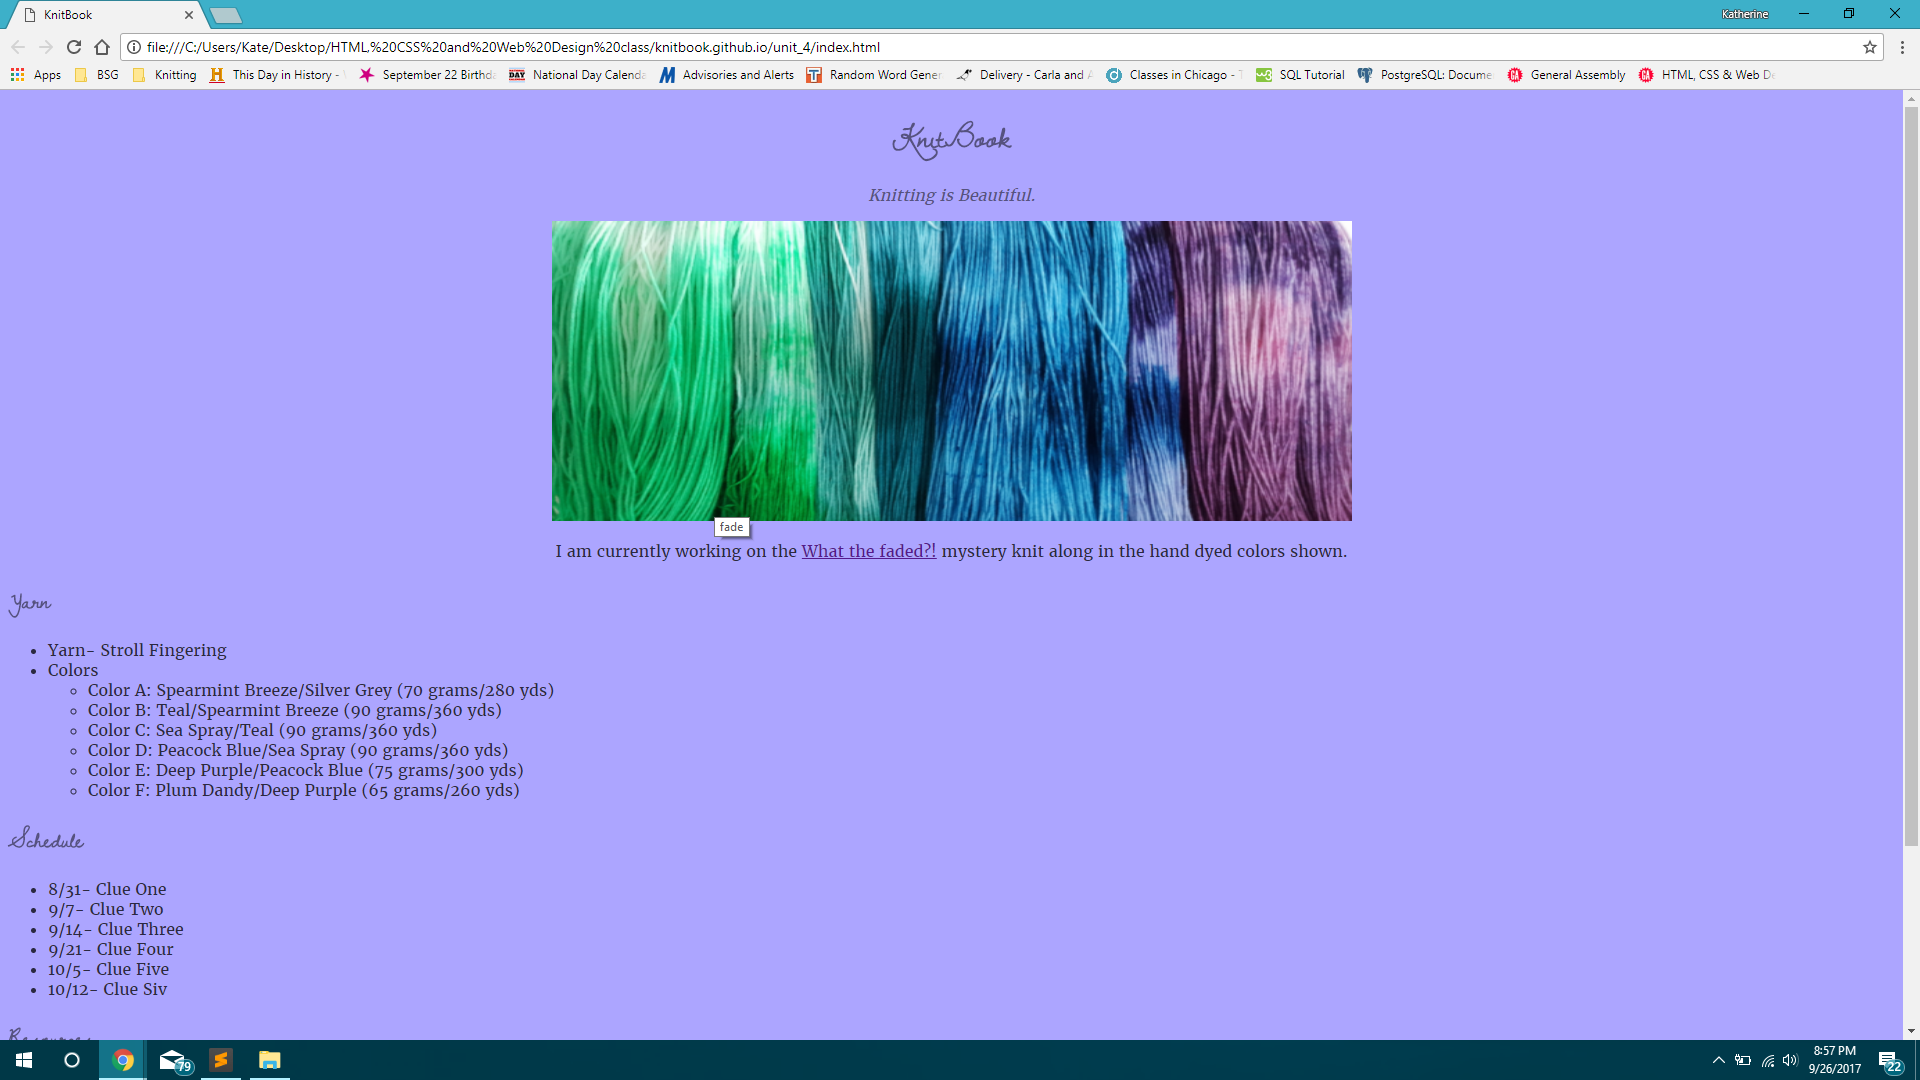 KnitBook
Katherine
file:///C:/Users/Kate/Desktop/HTML,%20CSS%20and%20Web%20Design%20class/knitbook.github.io/unit_4/index.html
Apps BSG Knitting This Day in History - September 22 Birthd National Day Calenda Advisories and Alerts Random Word Gener Delivery - Carla and Classes in Chicago - SQL Tutorial PostgreSQL: Docume General Assembly HTML, CSS & Web De
KnitBook
Knitting is Beautiful.
fade
I am currently working on the What the faded?! mystery knit along in the hand dyed colors shown.
Yarn
• Yarn- Stroll Fingering
• Colors
◦ Color A: Spearmint Breeze/Silver Grey (70 grams/280 yds)
◦ Color B: Teal/Spearmint Breeze (90 grams/360 yds)
◦ Color C: Sea Spray/Teal (90 grams/360 yds)
◦ Color D: Peacock Blue/Sea Spray (90 grams/360 yds)
◦ Color E: Deep Purple/Peacock Blue (75 grams/300 yds)
◦ Color F: Plum Dandy/Deep Purple (65 grams/260 yds)
Schedule
• 8/31- Clue One
• 9/7- Clue Two
• 9/14- Clue Three
• 9/21- Clue Four
• 10/5- Clue Five
• 10/12- Clue Siv
Resources
79
8:57 PM
9/26/2017
22